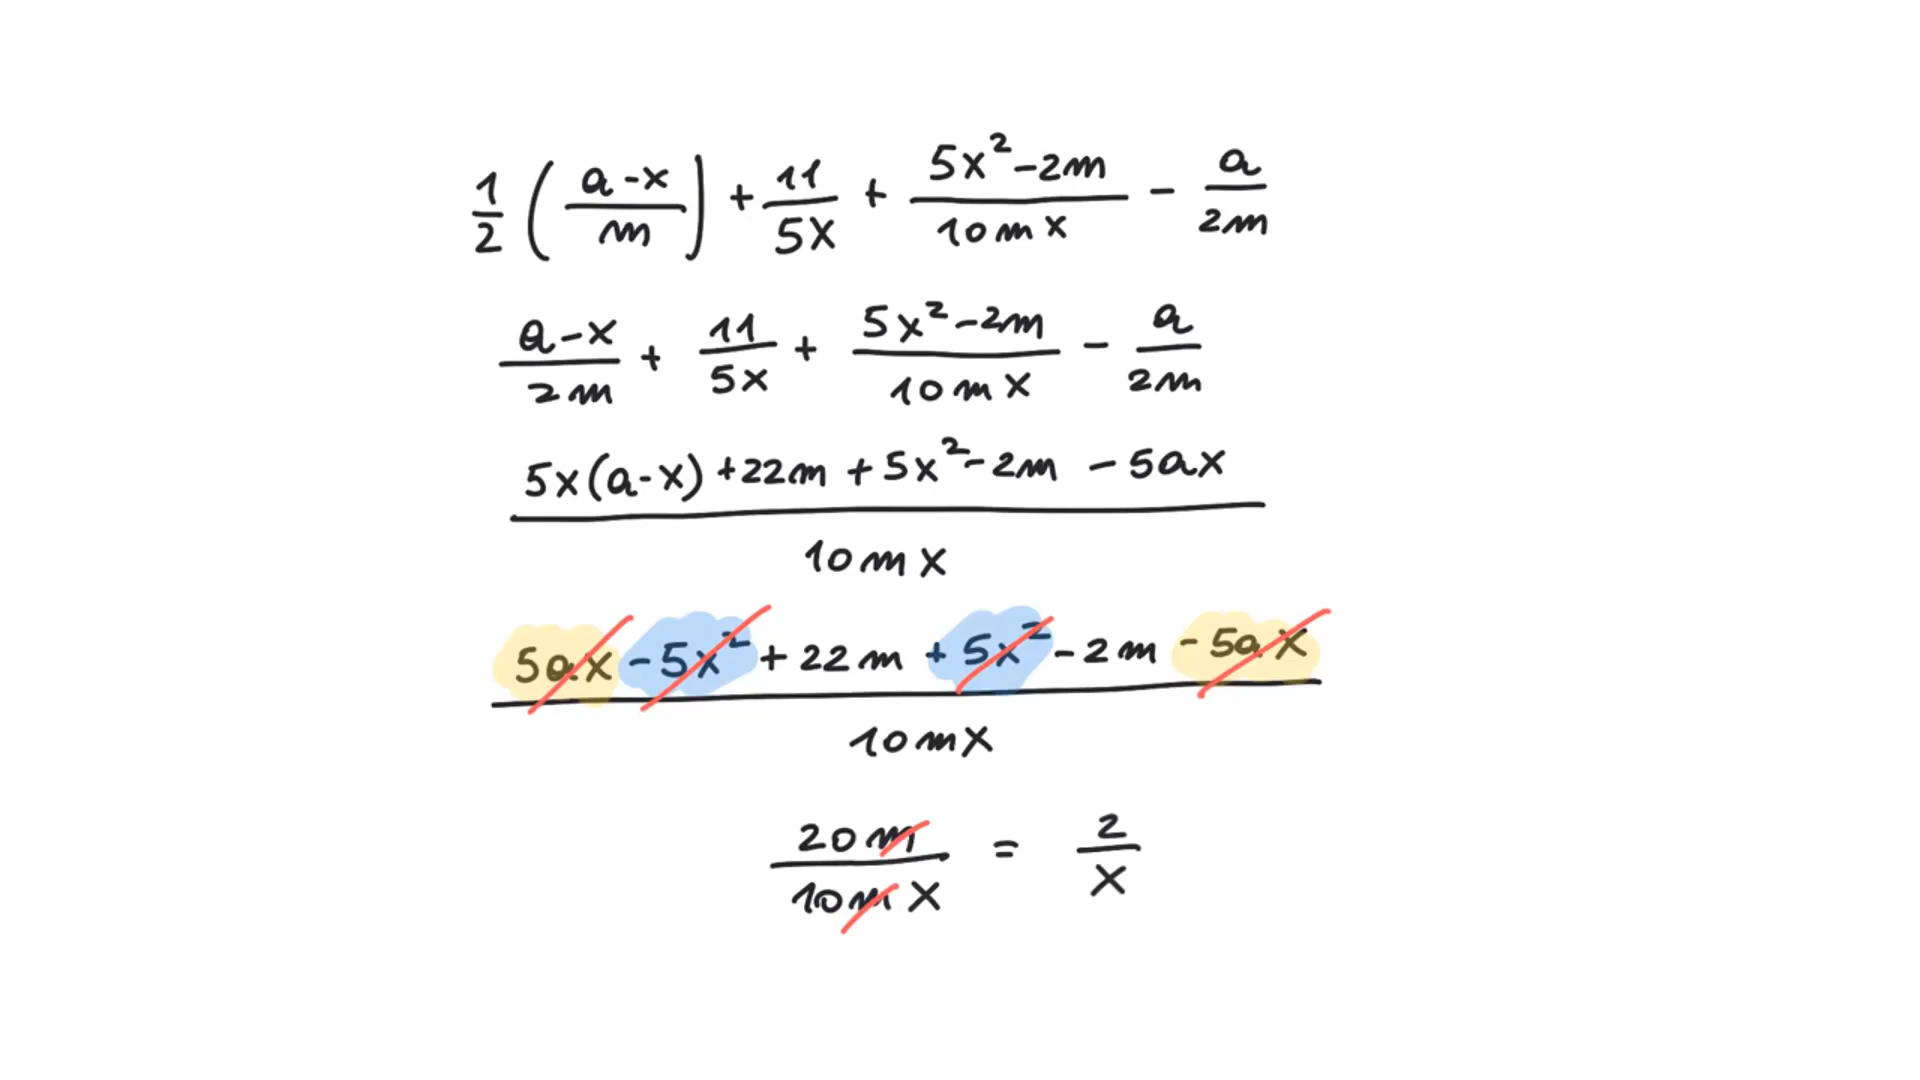 1/2 ( (a-x)/m ) + 11/5x + (5x²-2m)/(10mx) - a/2m
(a-x)/2m + 11/5x + (5x²-2m)/(10mx) - a/2m
(5x(a-x) +22m + 5x²-2m - 5ax)/(10mx)
(5ax - 5x² + 22m + 5x² - 2m - 5ax)/(10mx)
20m/(10mx) = 2/x